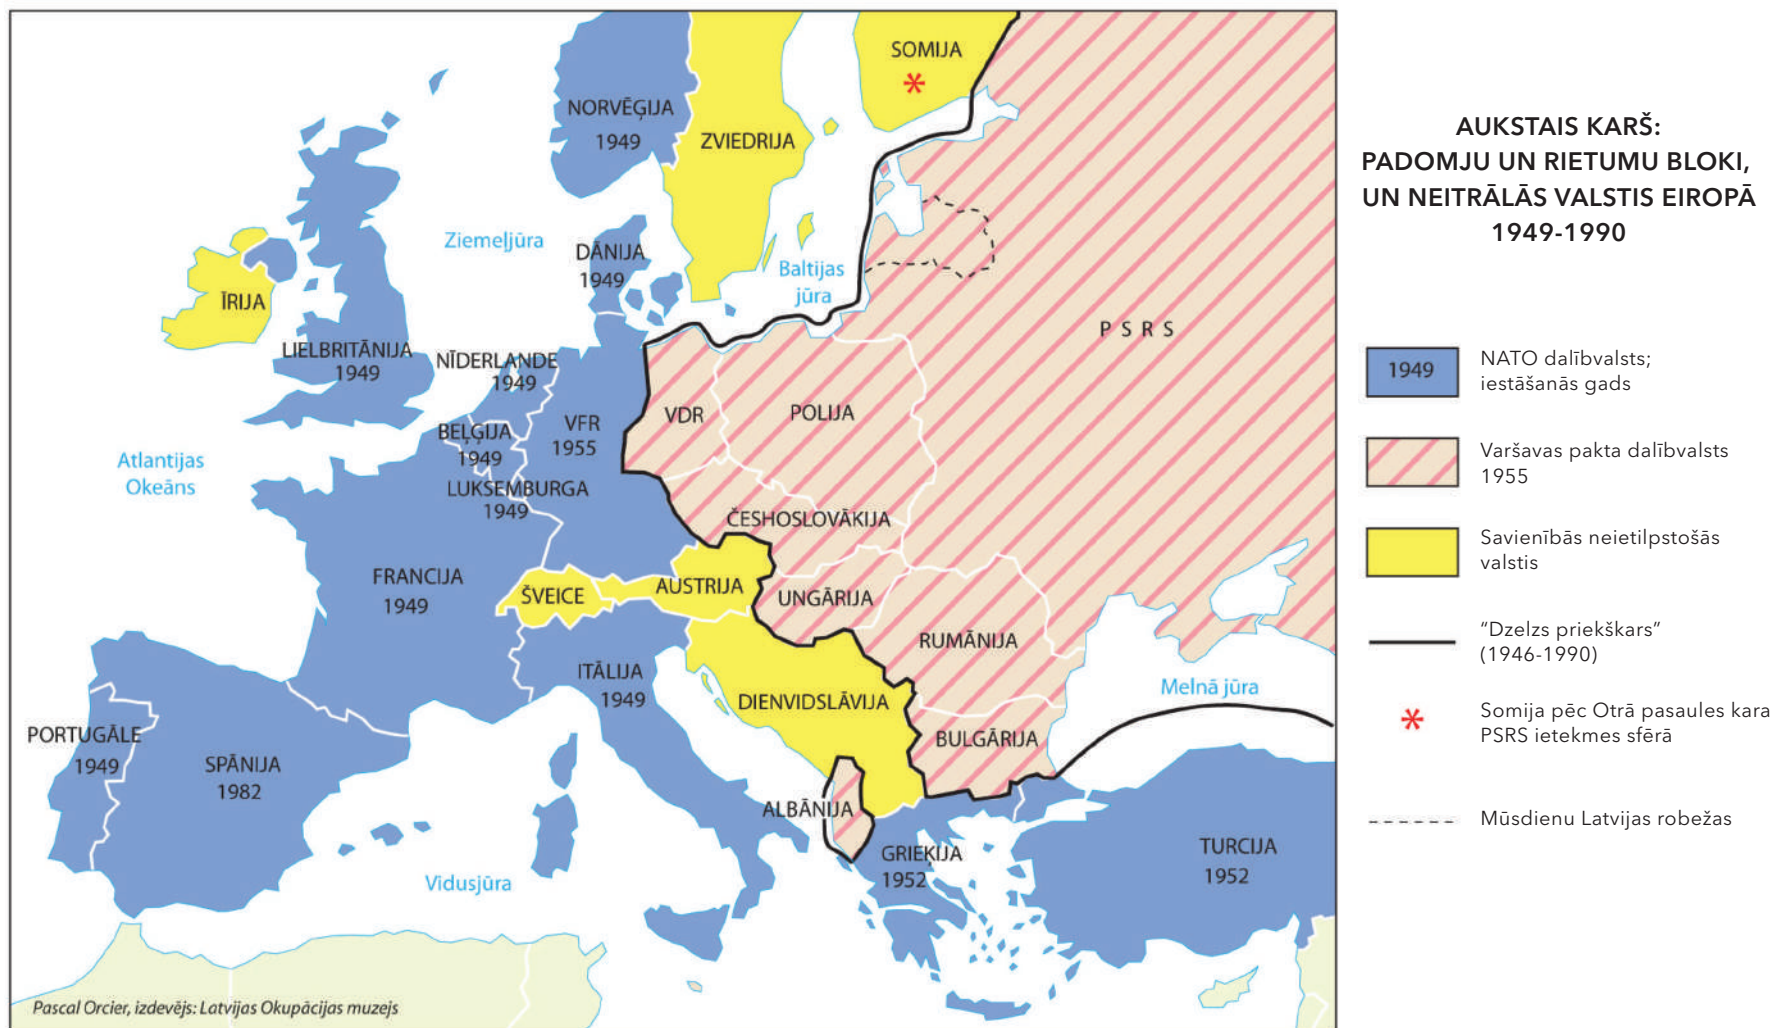 SOMIJA
*
NORVĒĢIJA
1949
ZVIEDRIJA
Ziemeļjūra
DĀNIJA
1949
Baltijas
jūra
ĪRIJA
PSRS
LIELBRITĀNIJA
1949
NĪDERLANDE
1949
VDR
POLIJA
BEĻĢIJA
1949
VFR
1955
Atlantijas
Okeāns
LUKSEMBURGA
1949
ČESHOSLOVĀKIJA
FRANCIJA
1949
ŠVEICE
AUSTRIJA
UNGĀRIJA
RUMĀNIJA
ITĀLIJA
1949
DIENVIDSLĀVIJA
Melnā jūra
PORTUGĀLE
1949
SPĀNIJA
1982
BULGĀRIJA
ALBĀNIJA
GRIEĶIJA
1952
TURCIJA
1952
Vidusjūra
Pascal Orcier, izdevējs: Latvijas Okupācijas muzejs
AUKSTAIS KARŠ:
PADOMJU UN RIETUMU BLOKI,
UN NEITRĀLĀS VALSTIS EIROPĀ
1949-1990
1949
NATO dalībvalsts;
iestāšanās gads
Varšavas pakta dalībvalsts
1955
Savienībās neietilpstošās
valstis
“Dzelzs priekškars”
(1946-1990)
*
Somija pēc Otrā pasaules kara
PSRS ietekmes sfērā
Mūsdienu Latvijas robežas